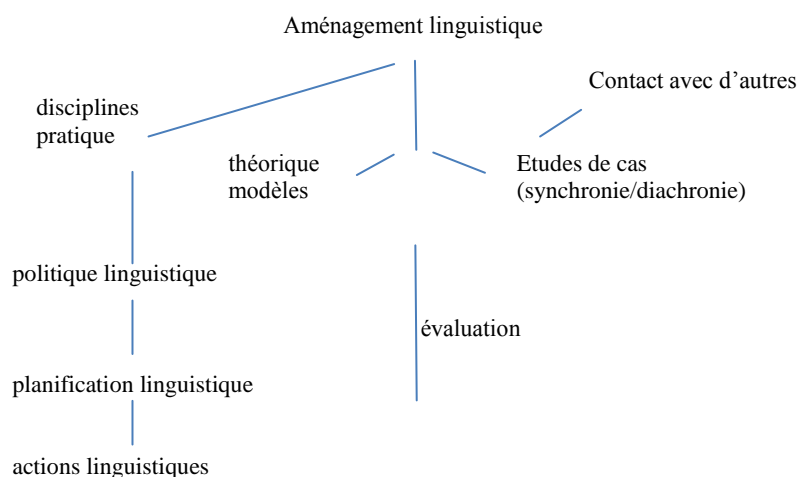 Aménagement linguistique
Contact avec d’autres
disciplines
pratique
théorique
modèles
Etudes de cas
(synchronie/diachronie)
politique linguistique
évaluation
planification linguistique
actions linguistiques